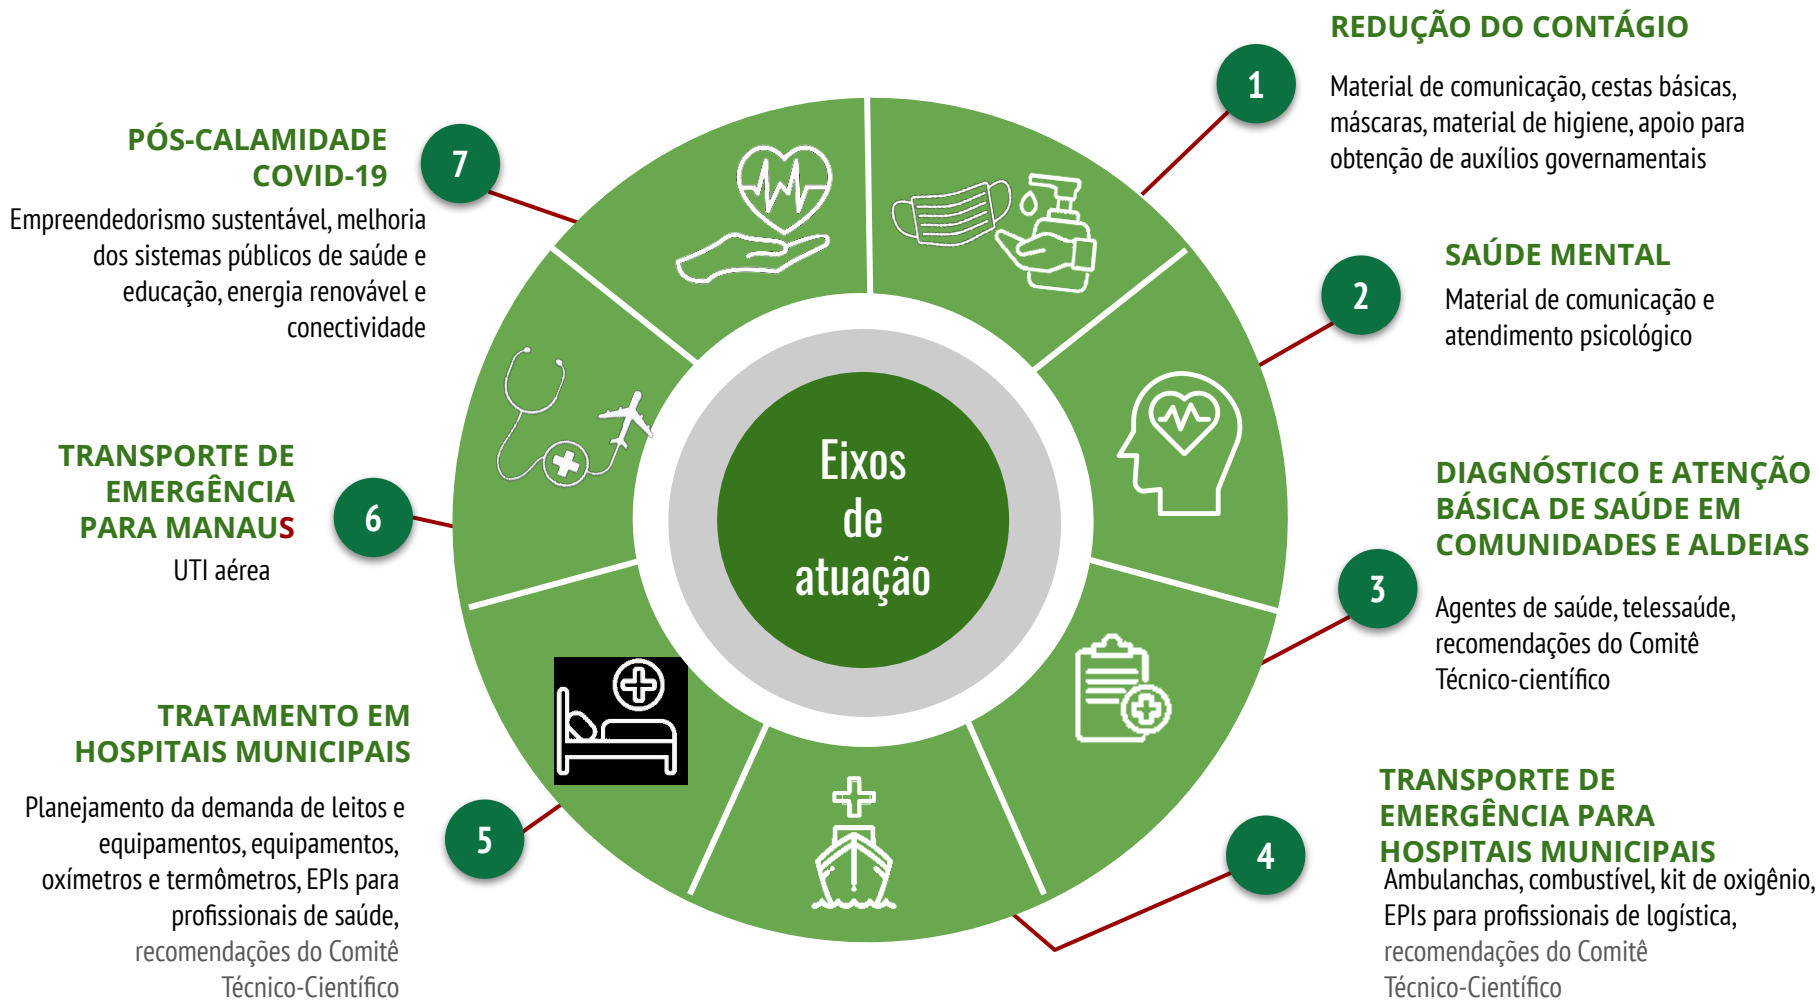 REDUÇÃO DO CONTÁGIO
1
Material de comunicação, cestas básicas,
máscaras, material de higiene, apoio para
obtenção de auxílios governamentais
SAÚDE MENTAL
2
Material de comunicação e
atendimento psicológico
DIAGNÓSTICO E ATENÇÃO
BÁSICA DE SAÚDE EM
COMUNIDADES E ALDEIAS
3
Agentes de saúde, telessaúde,
recomendações do Comitê
Técnico-científico
TRANSPORTE DE
EMERGÊNCIA PARA
HOSPITAIS MUNICIPAIS
4
Ambulanchas, combustível, kit de oxigênio,
EPIs para profissionais de logística,
recomendações do Comitê
Técnico-Científico
TRATAMENTO EM
HOSPITAIS MUNICIPAIS
5
Planejamento da demanda de leitos e
equipamentos, equipamentos,
oxímetros e termômetros, EPIs para
profissionais de saúde,
recomendações do Comitê
Técnico-Científico
TRANSPORTE DE
EMERGÊNCIA
PARA MANAUS
6
UTI aérea
PÓS-CALAMIDADE
COVID-19
7
Empreendedorismo sustentável, melhoria
dos sistemas públicos de saúde e
educação, energia renovável e
conectividade
Eixos
de
atuação